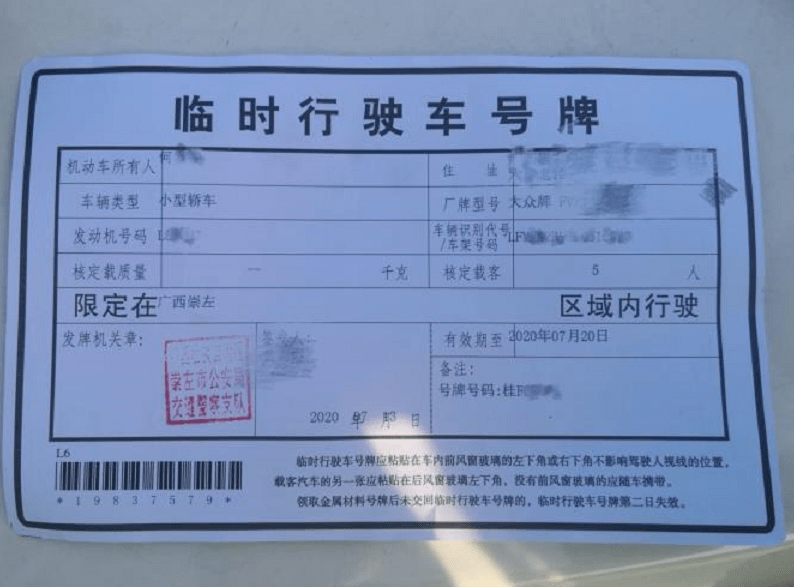 临时行驶车号牌
机动车所有人 何 住
车辆类型 小型轿车 厂牌型号 大众牌
发动机号码 车辆识别代号/车架号码 LF
核定载质量 一 千克 核定载客 5 人
限定在 广西崇左 区域内行驶
发牌机关章: 有效期至 2020年07月20日
崇左市公安局
交通警察支队
备注:
号牌号码:桂F
2020 年 07 月 日
L6
*19837579*
临时行驶车号牌应粘贴在车内前风窗玻璃的左下角或右下角不影响驾驶人视线的位置。
载客汽车的另一张应粘贴在后风窗玻璃左下角,没有前风窗玻璃的应随车携带。
领取金属材料号牌后未交回临时行驶车号牌的,临时行驶车号牌第二日失效。